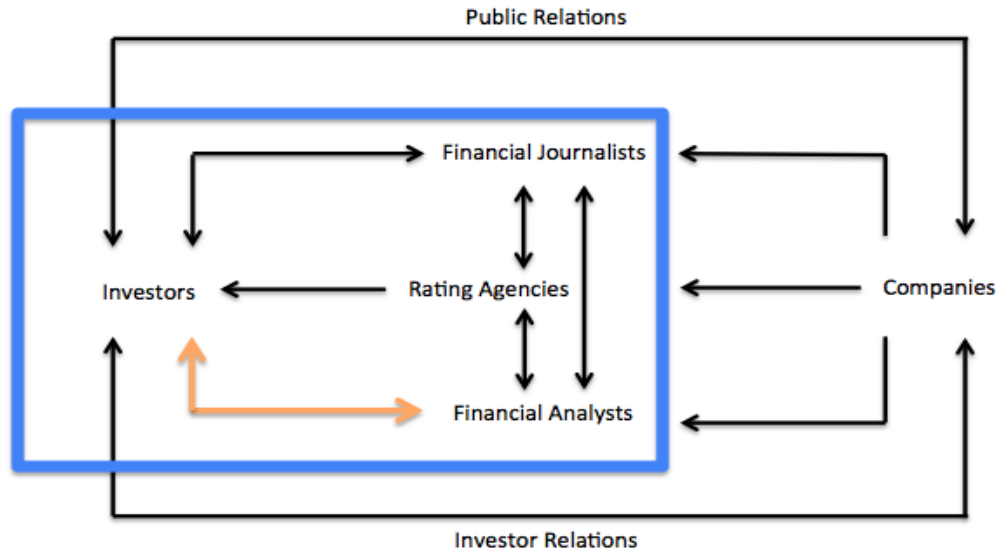 Public Relations
Financial Journalists
Investors
Rating Agencies
Companies
Financial Analysts
Investor Relations